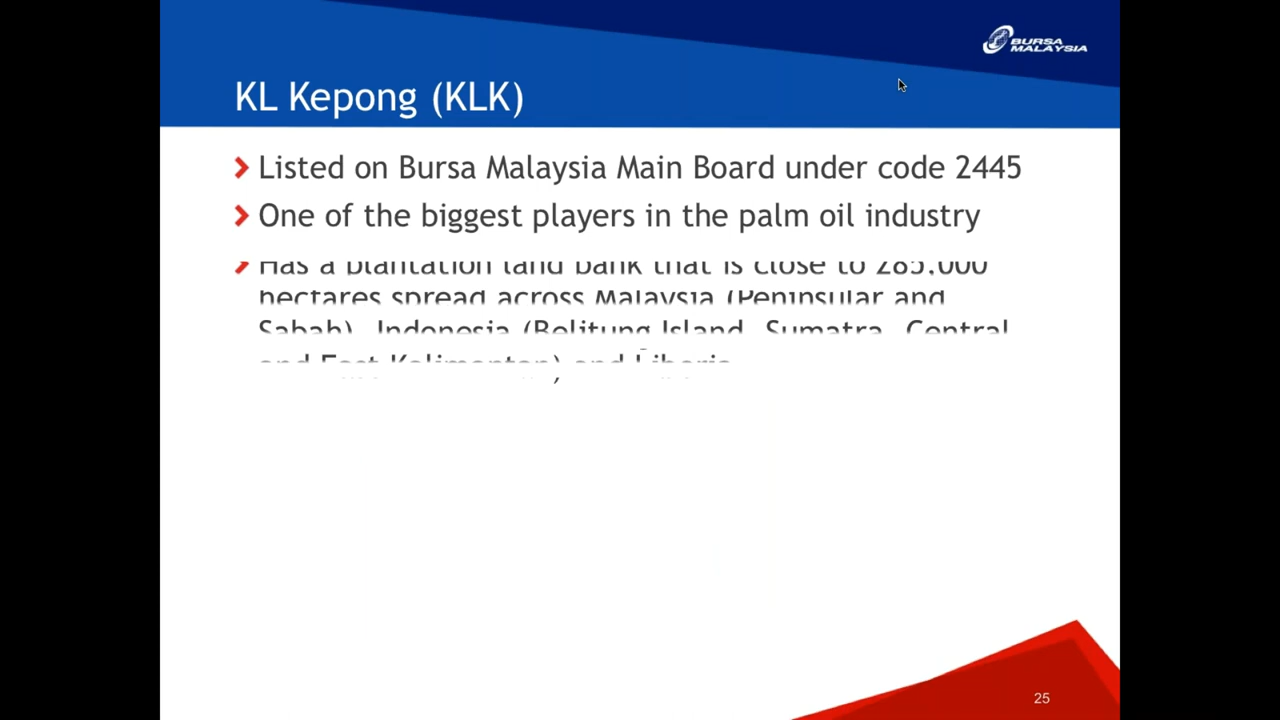 BURSA
MALAYSIA
KL Kepong (KLK)
Listed on Bursa Malaysia Main Board under code 2445
One of the biggest players in the palm oil industry
Has a plantation land bank that is close to 285,000
hectares spread across Malaysia (Peninsular and
Sabah), Indonesia (Belitung Island, Sumatra, Central
and East Kalimantan) and Liberia
25